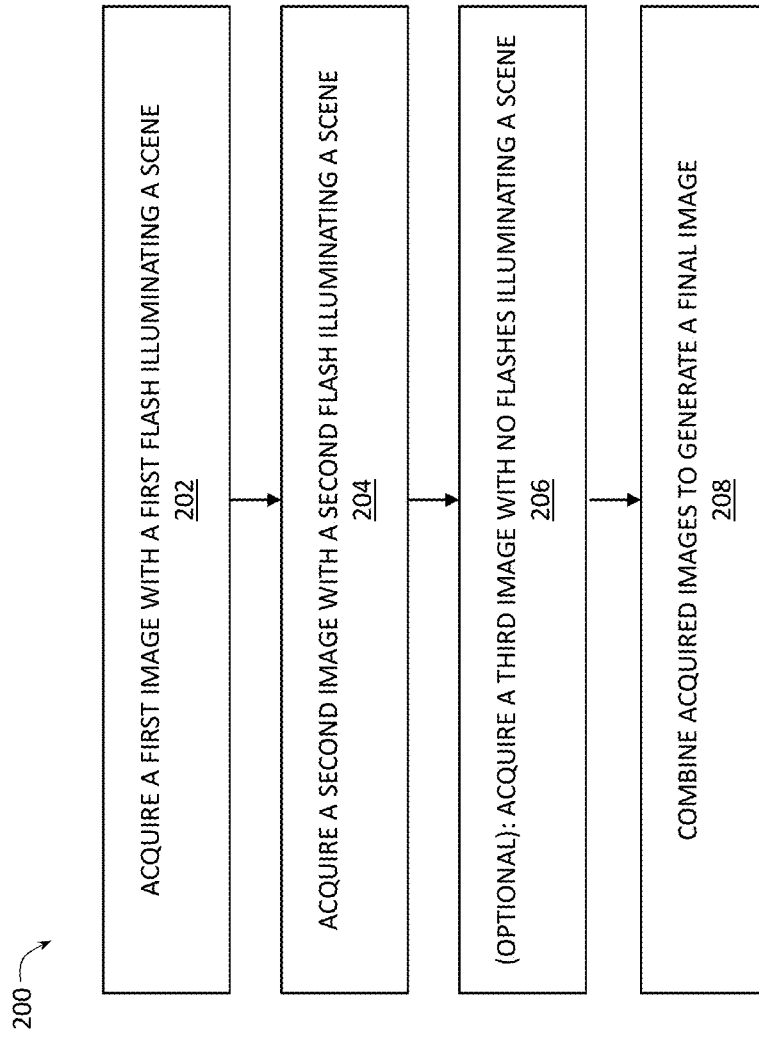 200
ACQUIRE A FIRST IMAGE WITH A FIRST FLASH ILLUMINATING A SCENE
202
ACQUIRE A SECOND IMAGE WITH A SECOND FLASH ILLUMINATING A SCENE
204
(OPTIONAL): ACQUIRE A THIRD IMAGE WITH NO FLASHES ILLUMINATING A SCENE
206
COMBINE ACQUIRED IMAGES TO GENERATE A FINAL IMAGE
208